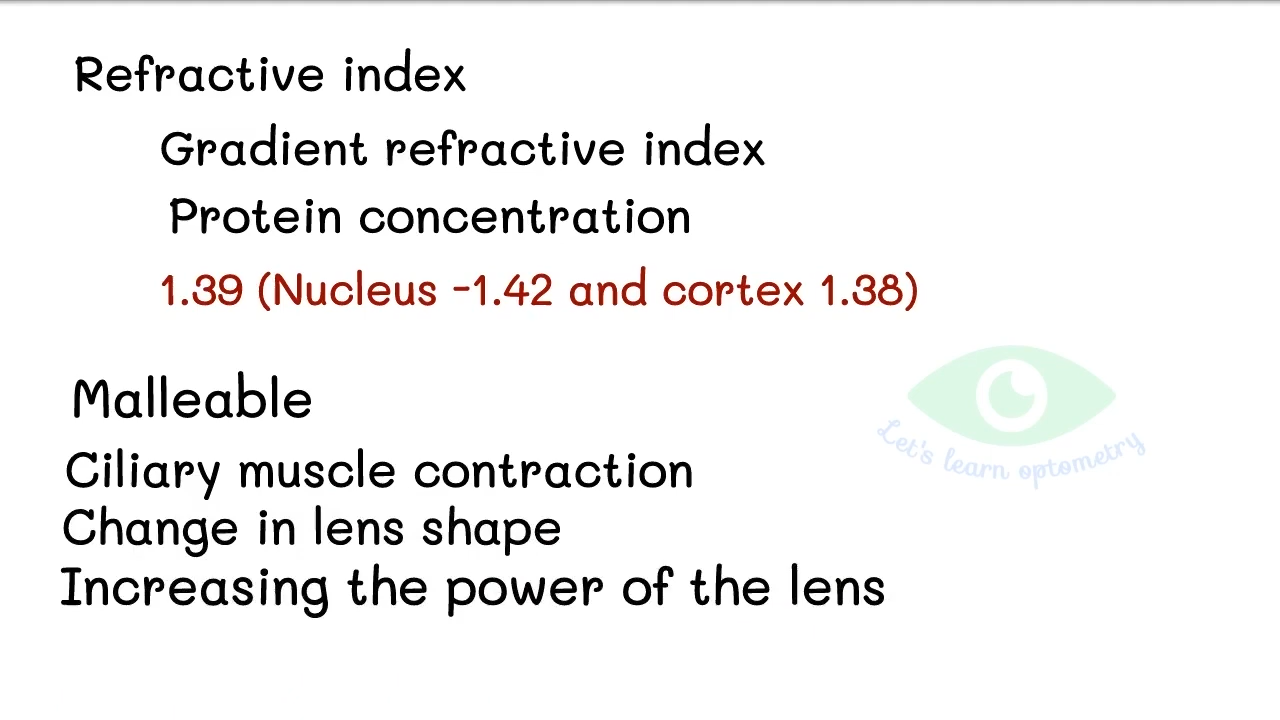 Refractive index
Gradient refractive index
Protein concentration
1.39 (Nucleus -1.42 and cortex 1.38)
Malleable
Let's learn optometry
Ciliary muscle contraction
Change in lens shape
Increasing the power of the lens